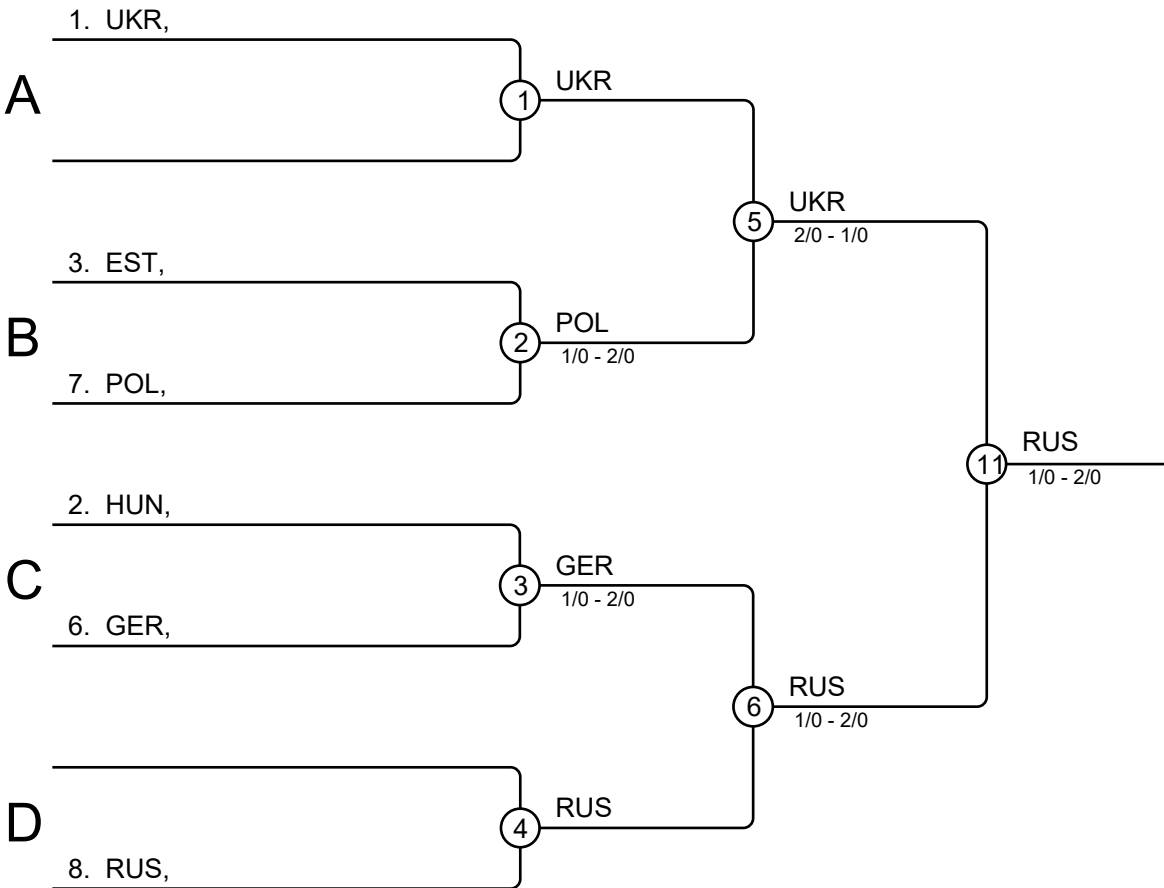 1. UKR,
A
1
UKR
5
UKR
2/0 - 1/0
3. EST,
B
2
POL
1/0 - 2/0
7. POL,
11
RUS
1/0 - 2/0
2. HUN,
C
3
GER
1/0 - 2/0
6. GER,
6
RUS
1/0 - 2/0
D
4
RUS
8. RUS,